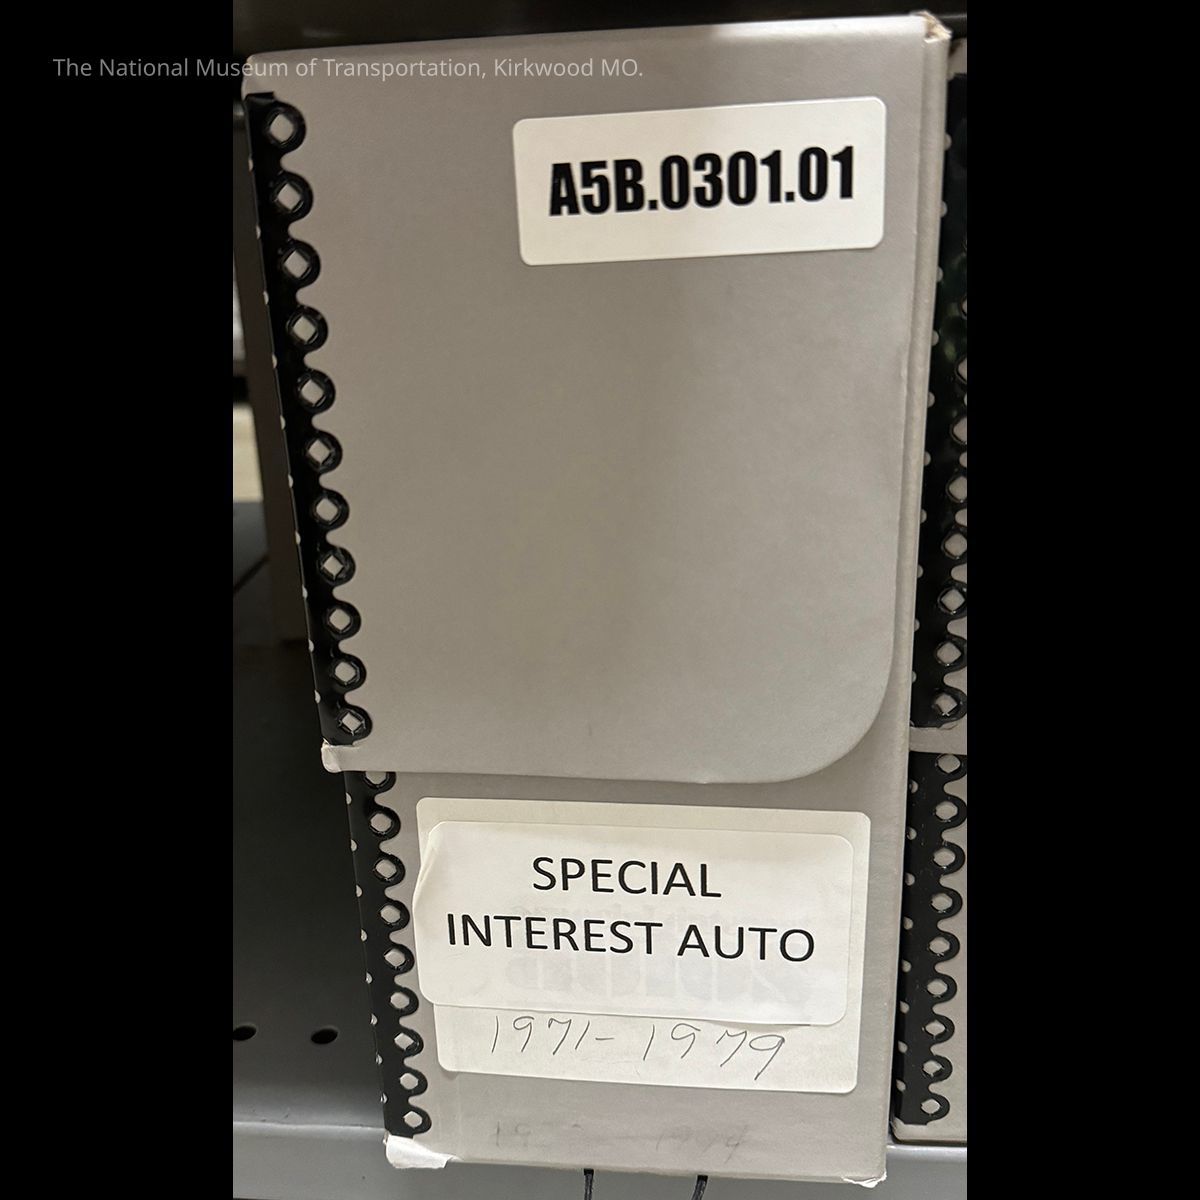 The National Museum of Transportation, Kirkwood MO.
A5B.0301.01
SPECIAL
INTEREST AUTO
1971-1979